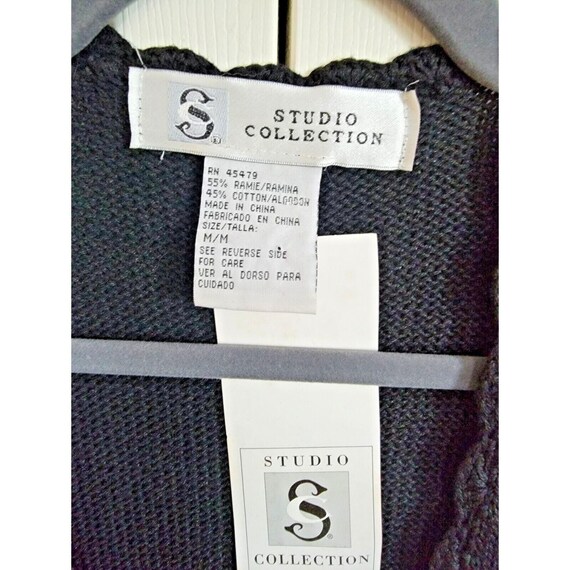 S
STUDIO
COLLECTION
RN 45479
55% RAMIE/RAMINA
45% COTTON/ALGODON
MADE IN CHINA
FABRICADO EN CHINA
SIZE/TALLA:
M/M
SEE REVERSE SIDE
FOR CARE
VER AL DORSO PARA
CUIDADO
STUDIO
SC
COLLECTION